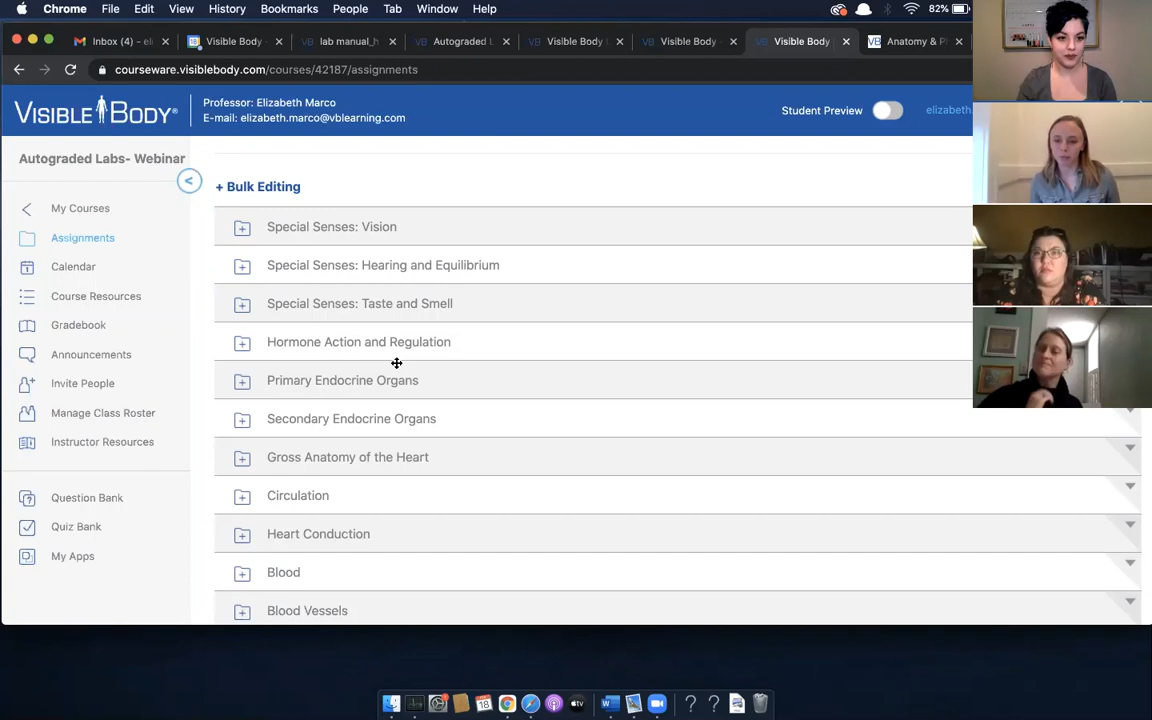 Chrome File Edit View History Bookmarks People Tab Window Help 82%
Inbox (4) - eli Visible Body - lab manual_h Autograded L Visible Body Visible Body - Visible Body Anatomy & P
courseware.visiblebody.com/courses/42187/assignments
VISIBLE BODY®
Professor: Elizabeth Marco
E-mail: elizabeth.marco@vblearning.com
Student Preview elizabeth.
Autograded Labs- Webinar
<
My Courses
Assignments
Calendar
Course Resources
Gradebook
Announcements
Invite People
Manage Class Roster
Instructor Resources
Question Bank
Quiz Bank
My Apps
+ Bulk Editing
Special Senses: Vision
Special Senses: Hearing and Equilibrium
Special Senses: Taste and Smell
Hormone Action and Regulation
Primary Endocrine Organs
Secondary Endocrine Organs
Gross Anatomy of the Heart
Circulation
Heart Conduction
Blood
Blood Vessels
18